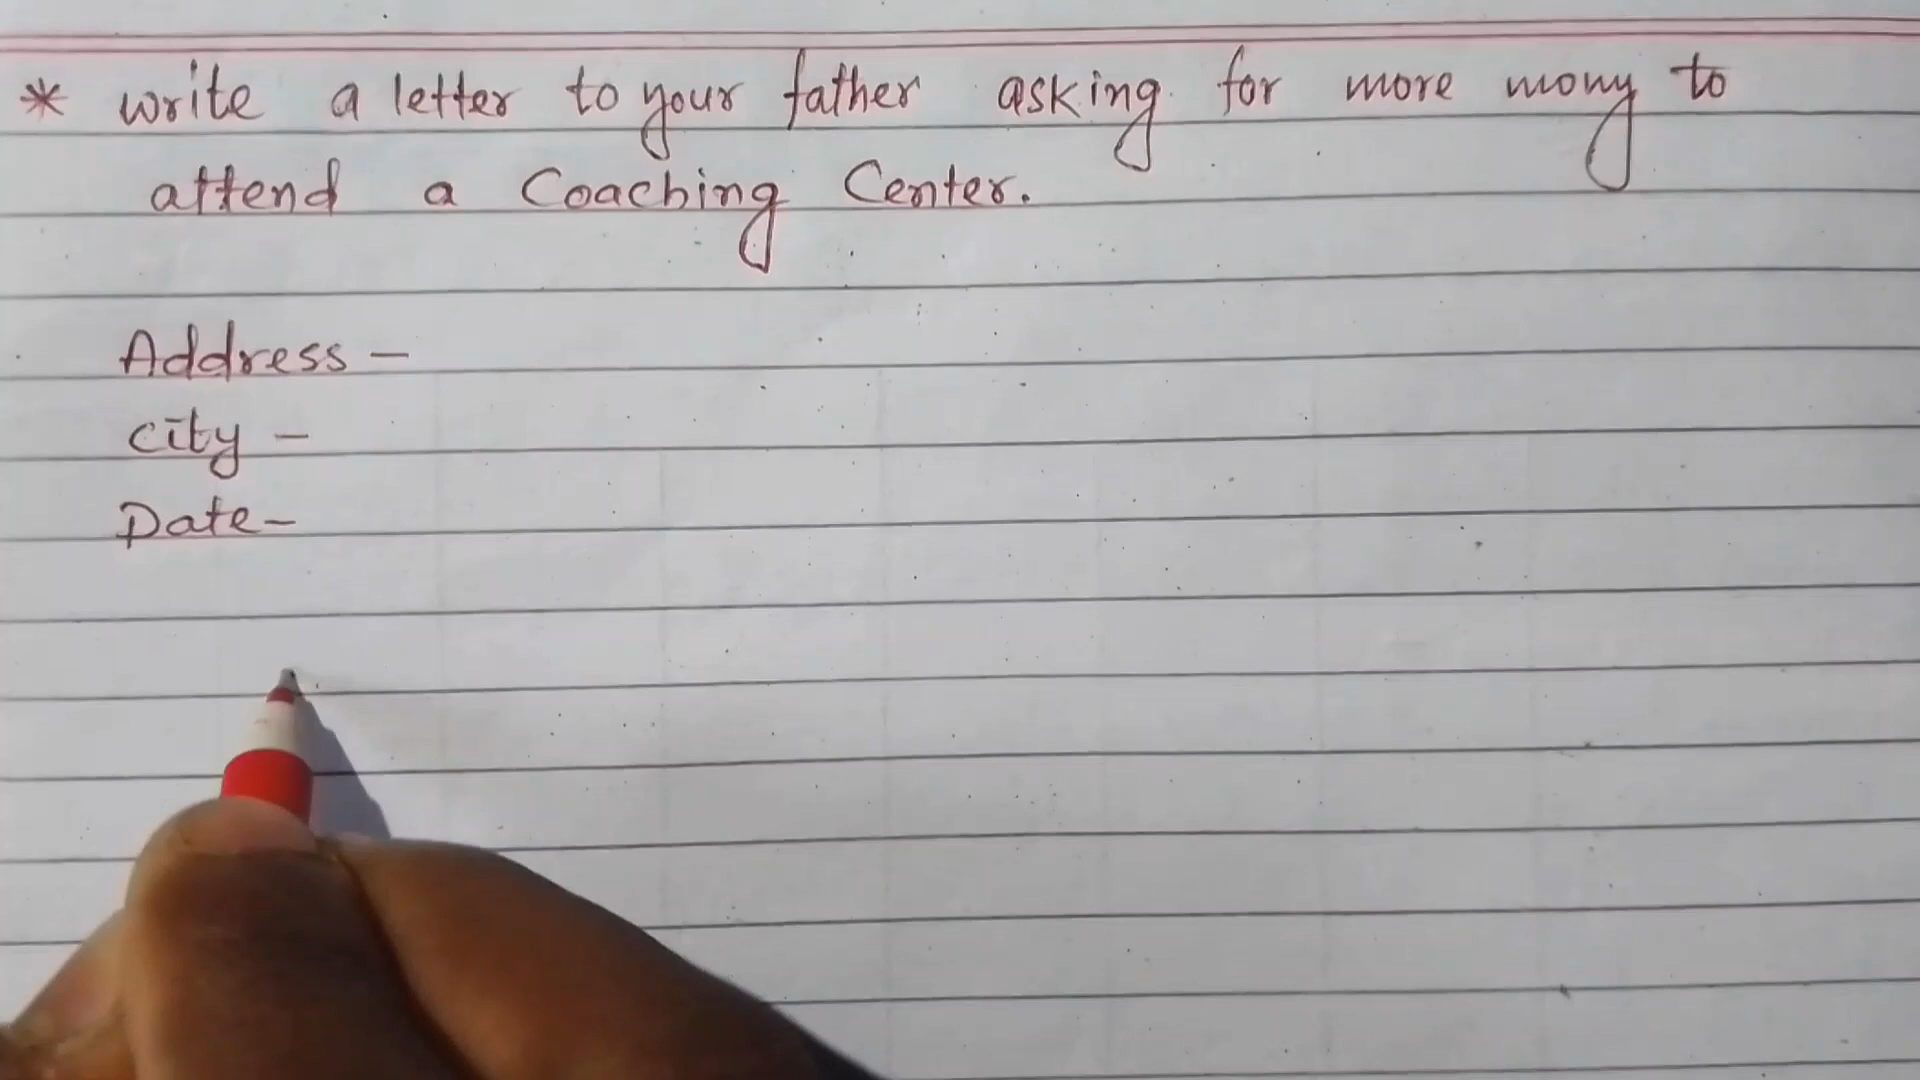 * write a letter to your father asking for more mony to
attend a Coaching Center.
Address -
city -
Date -